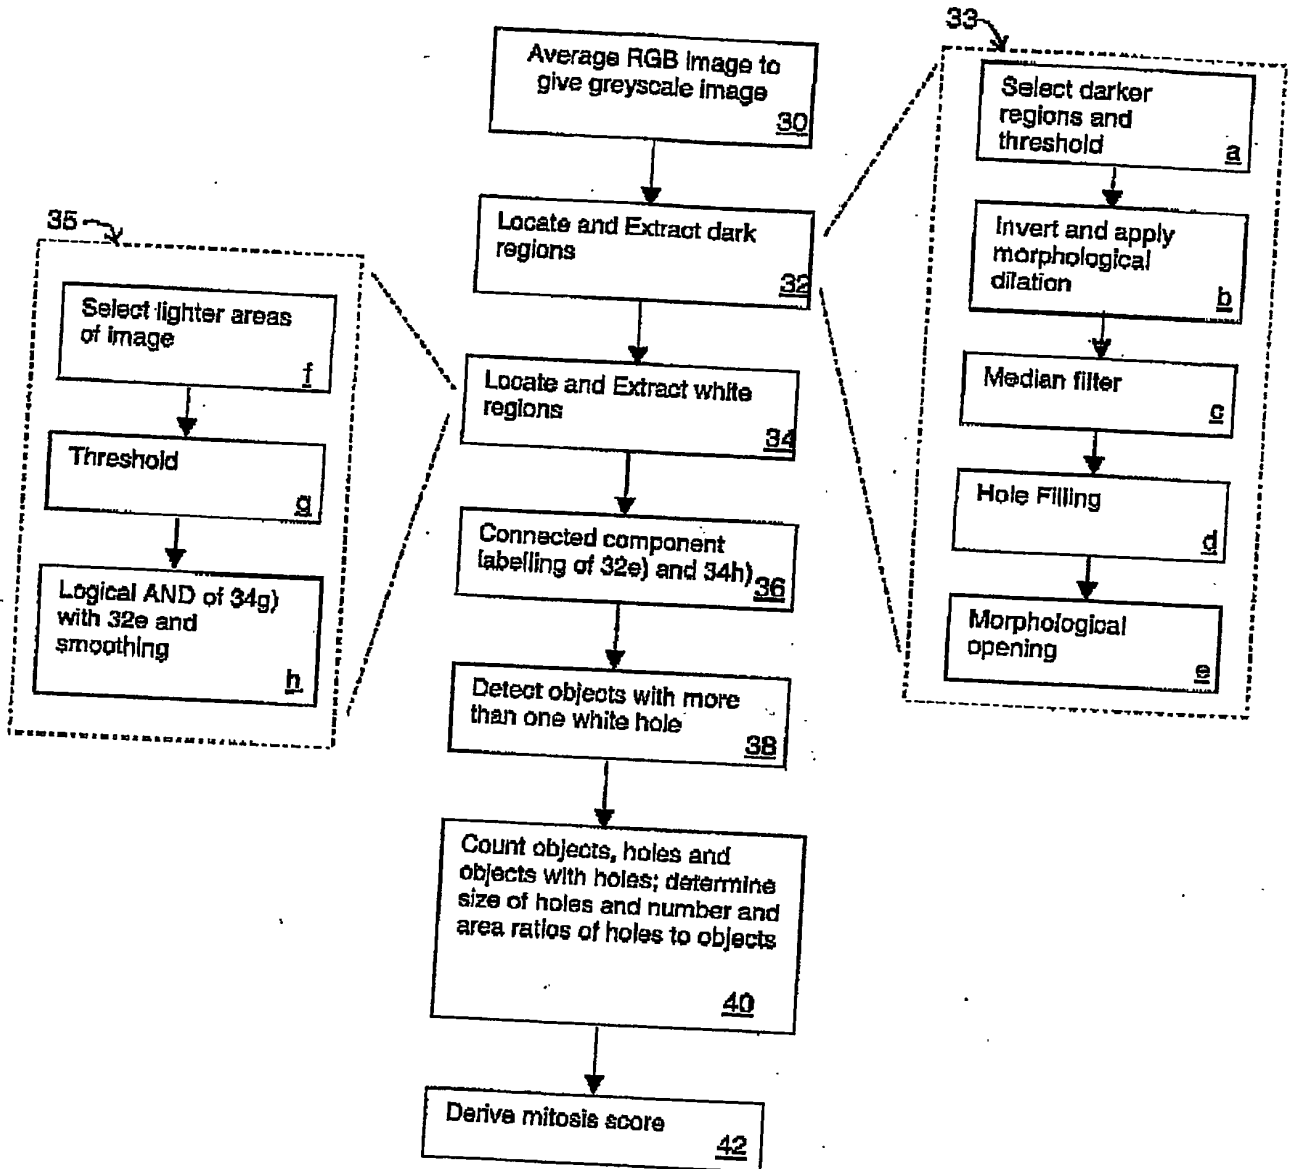 Average RGB image to
give greyscale image
30
Locate and Extract dark
regions
32
Locate and Extract white
regions
34
Connected component
labelling of 32e) and 34h)
36
Detect objects with more
than one white hole
38
Count objects, holes and
objects with holes; determine
size of holes and number and
area ratios of holes to objects
40
Derive mitosis score
42
33
Select darker
regions and
threshold
a
Invert and apply
morphological
dilation
b
Median filter
c
Hole Filling
d
Morphological
opening
e
35
Select lighter areas
of image
f
Threshold
g
Logical AND of 34g)
with 32e and
smoothing
h